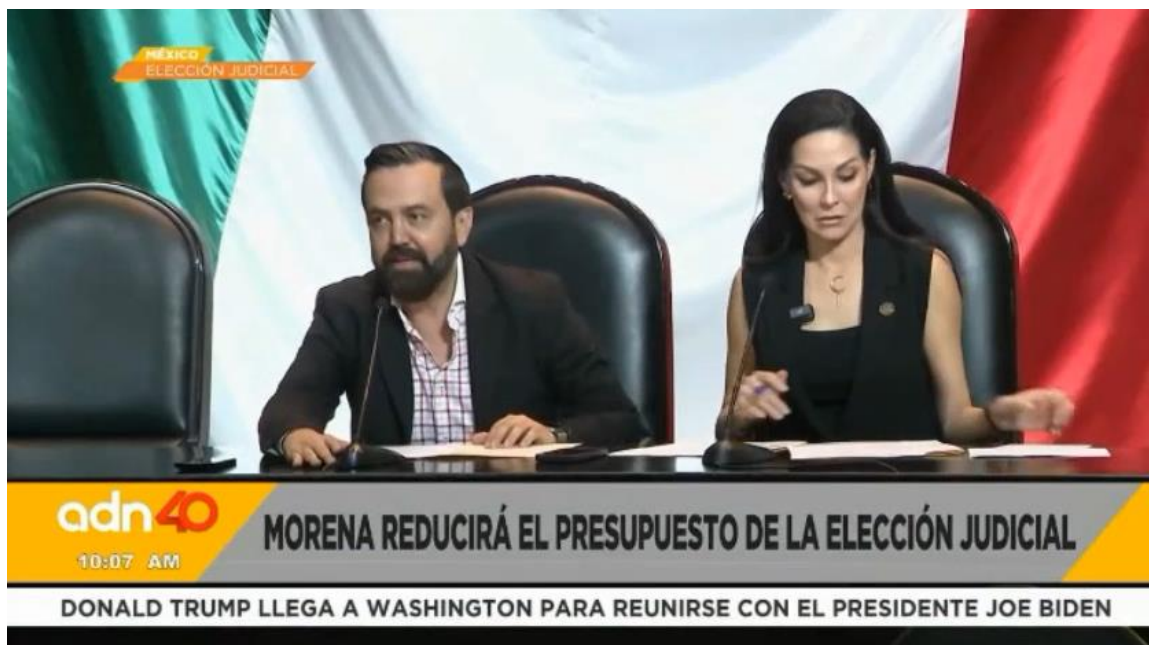 MÉXICO
ELECCIÓN JUDICIAL
adn40
MORENA REDUCIRÁ EL PRESUPUESTO DE LA ELECCIÓN JUDICIAL
10:07 AM
DONALD TRUMP LLEGA A WASHINGTON PARA REUNIRSE CON EL PRESIDENTE JOE BIDEN